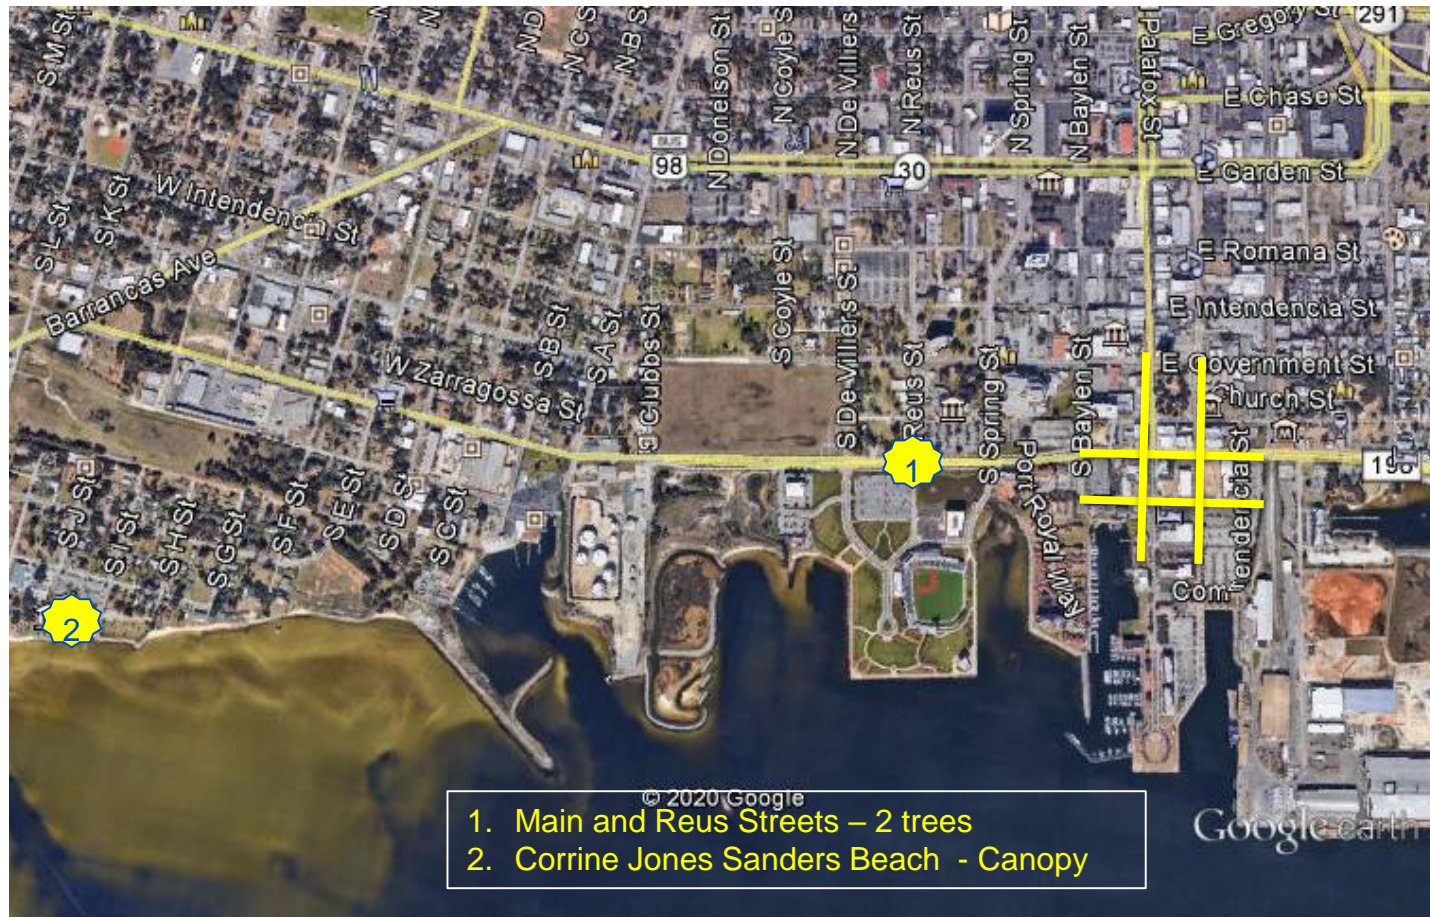 S M St
N D
N C S
N B S
N Donelson St
N Coyle S
N De Villiers
N Reus St
N Spring St
N Baylen St
Palafox St
E Gregory St
291
E Chase St
BUS
98
30
E Garden St
W Intendencia St
S L St
S K St
Barrancas Ave
E Romana St
E Intendencia St
S Coyle St
S De Villiers St
S B St
S A St
S Clubbs St
W Zarragossa St
Reus St
S Spring St
S Baylen St
E Government St
Church St
1
198
Port Royal Way
S J St
S I St
S H St
S G St
S F St
S E St
S D St
S C St
Com
tendencia St
2
© 2020 Google
1. Main and Reus Streets – 2 trees
2. Corrine Jones Sanders Beach - Canopy
Google earth